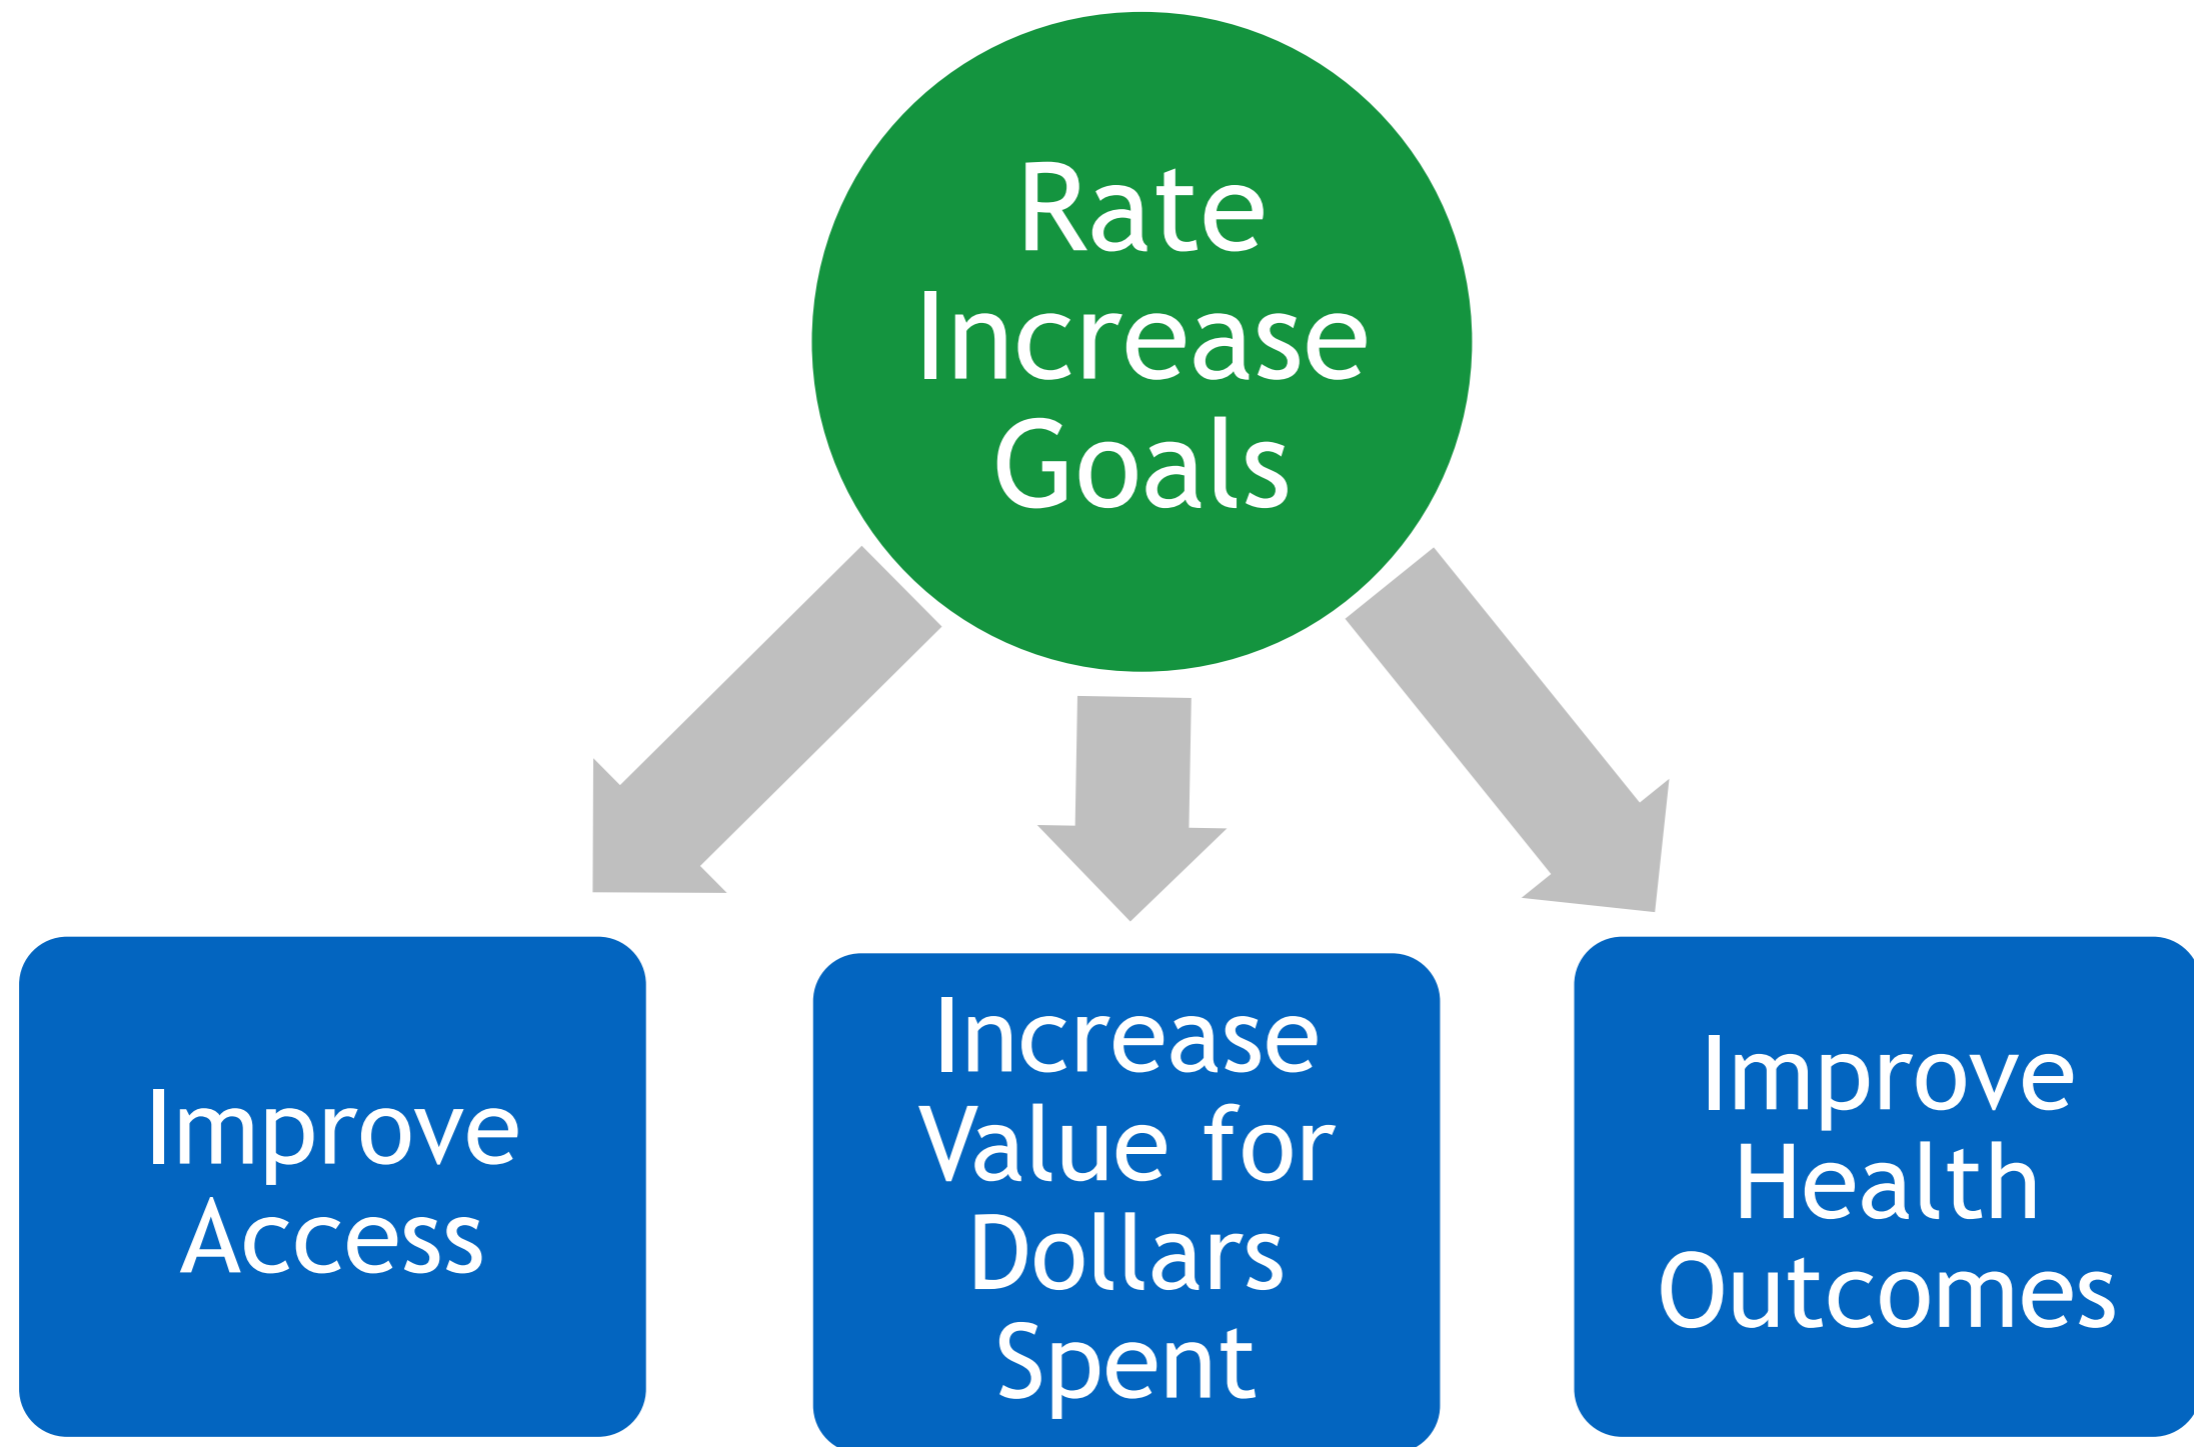 Rate
Increase
Goals
Improve
Access
Increase
Value for
Dollars
Spent
Improve
Health
Outcomes